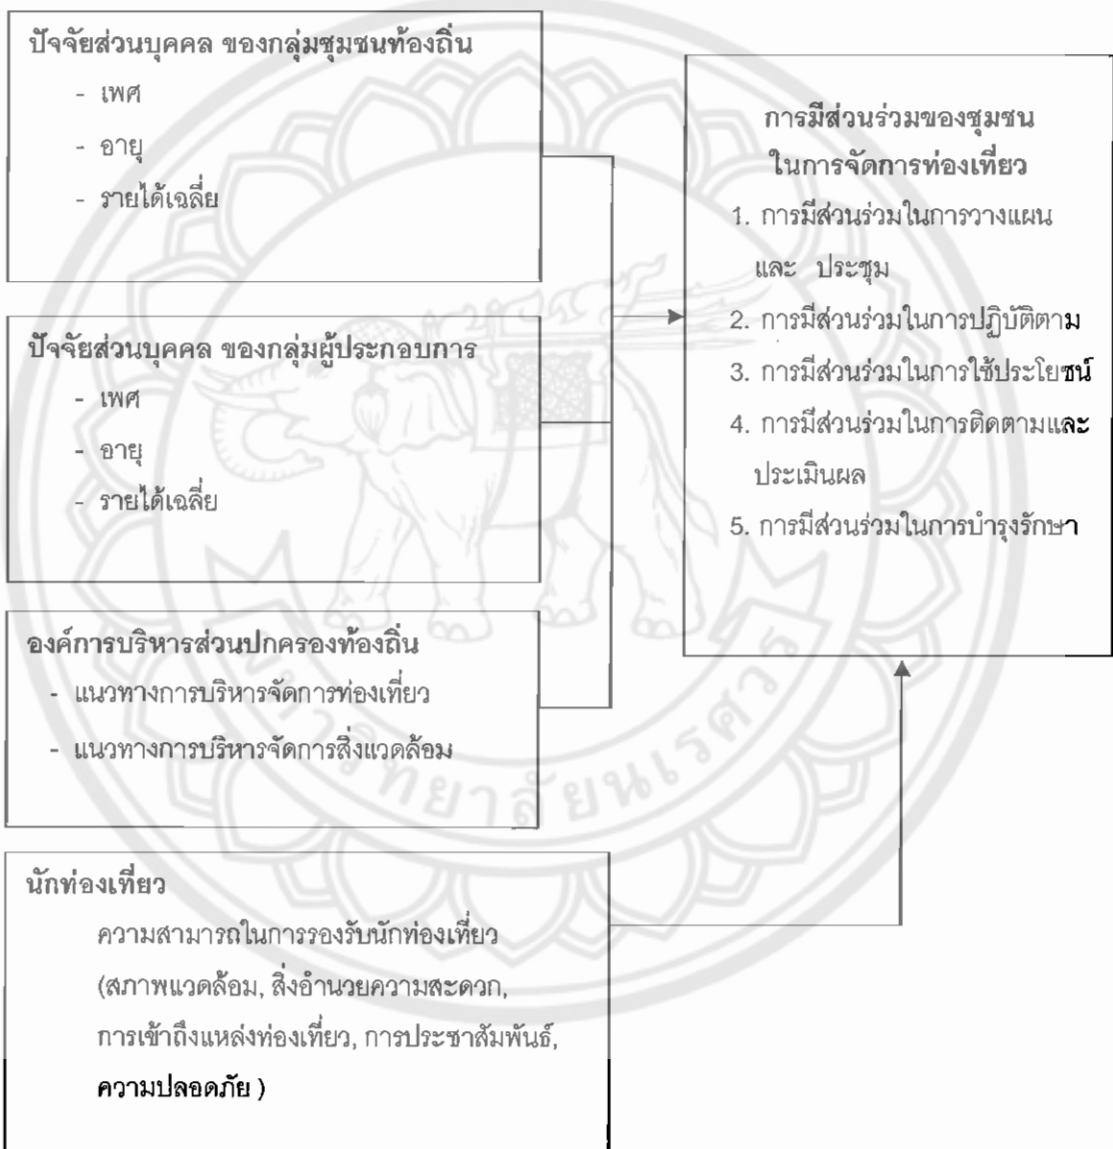 ปัจจัยส่วนบุคคล ของกลุ่มชุมชนท้องถิ่น
- เพศ
- อายุ
- รายได้เฉลี่ย
ปัจจัยส่วนบุคคล ของกลุ่มผู้ประกอบการ
- เพศ
- อายุ
- รายได้เฉลี่ย
องค์การบริหารส่วนปกครองท้องถิ่น
- แนวทางการบริหารจัดการท่องเที่ยว
- แนวทางการบริหารจัดการสิ่งแวดล้อม
นักท่องเที่ยว
ความสามารถในการรองรับนักท่องเที่ยว
(สภาพแวดล้อม, สิ่งอำนวยความสะดวก,
การเข้าถึงแหล่งท่องเที่ยว, การประชาสัมพันธ์,
ความปลอดภัย )
การมีส่วนร่วมของชุมชน
ในการจัดการท่องเที่ยว
1. การมีส่วนร่วมในการวางแผน
และ ประชุม
2. การมีส่วนร่วมในการปฏิบัติตาม
3. การมีส่วนร่วมในการใช้ประโยชน์
4. การมีส่วนร่วมในการติดตามและ
ประเมินผล
5. การมีส่วนร่วมในการบำรุงรักษา
มหาวิทยาลัยนเรศวร